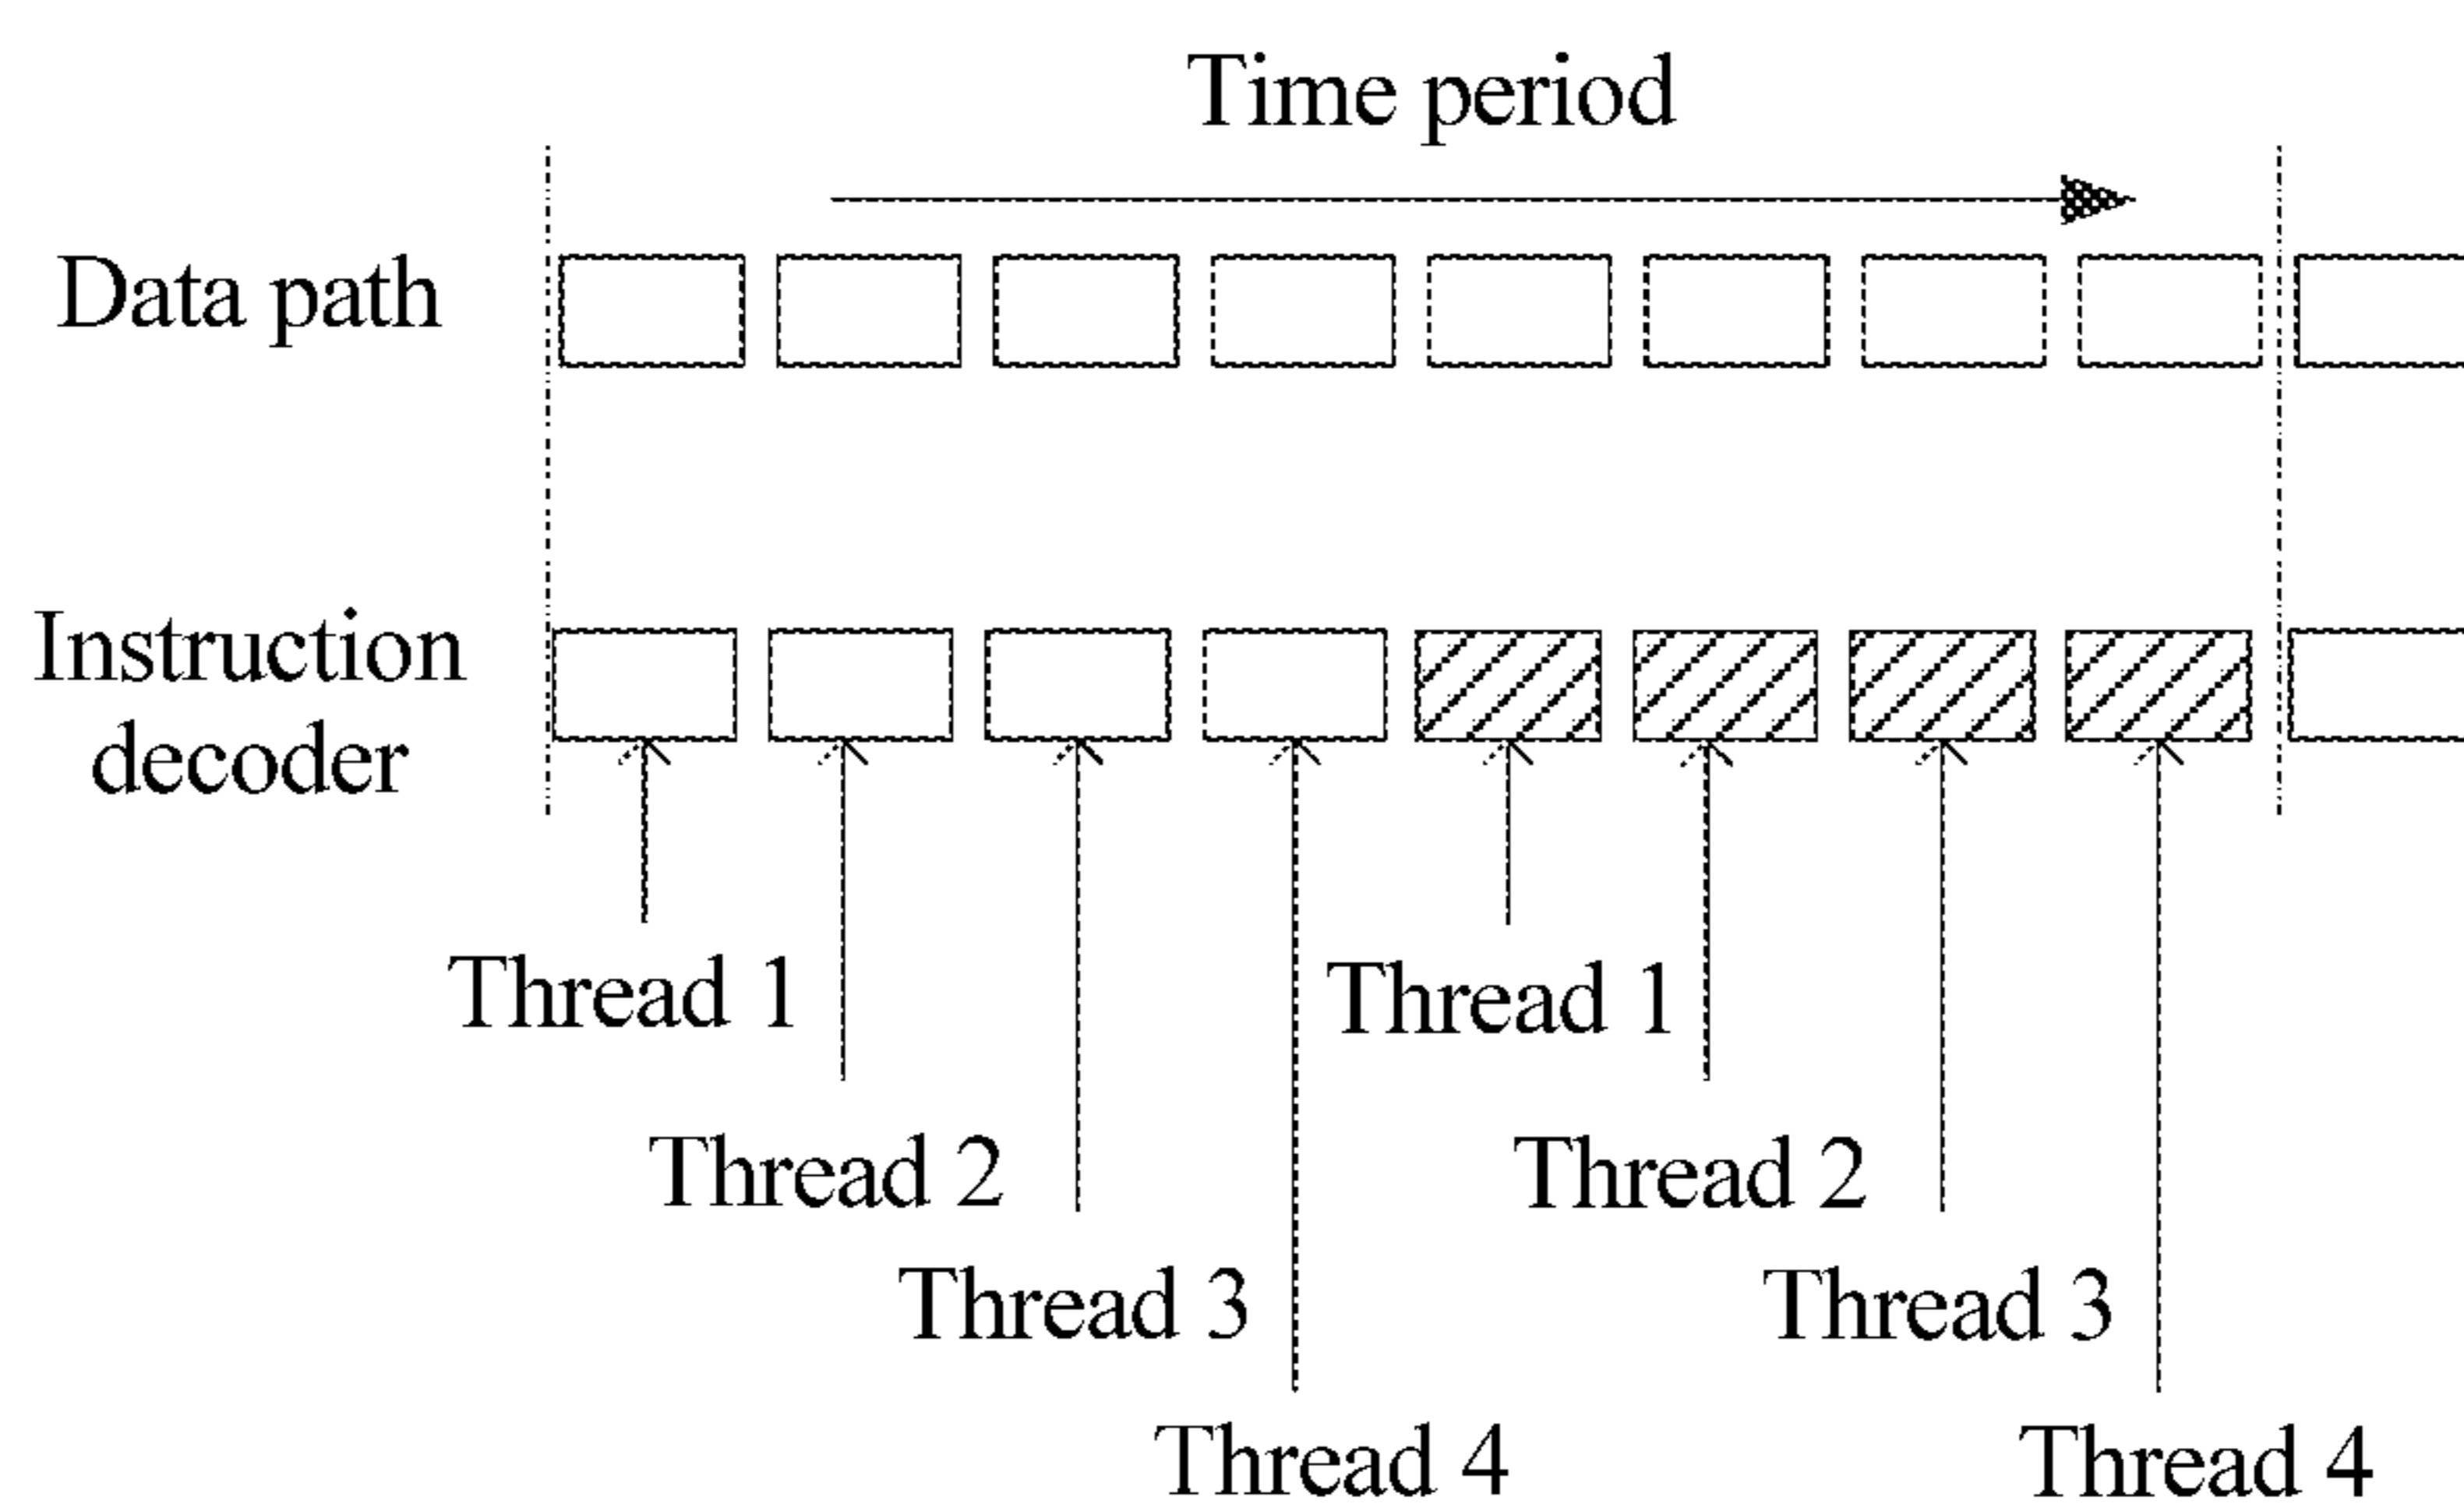 Time period
Data path
Instruction
decoder
Thread 1
Thread 1
Thread 2
Thread 2
Thread 3
Thread 3
Thread 4
Thread 4